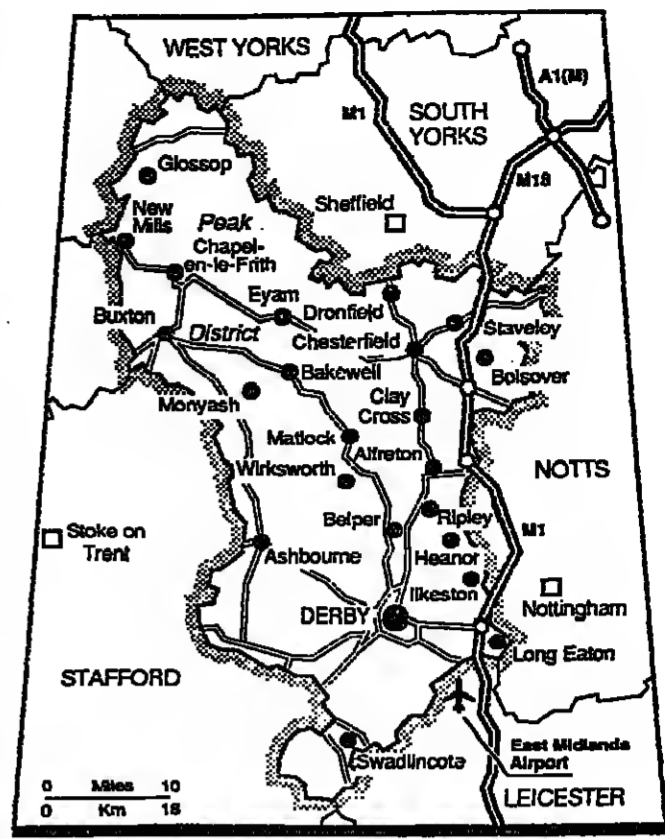 WEST YORKS
A1(M)
M1
SOUTH
YORKS
Glossop
M18
New
Mills
Peak
Sheffield
Chapel-
en-le-Frith
Eyam
Dronfield
Buxton
District
Chesterfield
Staveley
Bakewell
Bolsover
Monyash
Clay
Cross
Matlock
Alfreton
Wirksworth
NOTTS
Belper
Ripley
M1
Stoke on
Trent
Ashbourne
Heanor
Ilkeston
DERBY
Nottingham
Long Eaton
STAFFORD
Swadlincote
East Midlands
Airport
0 Miles 10
0 Km 16
LEICESTER